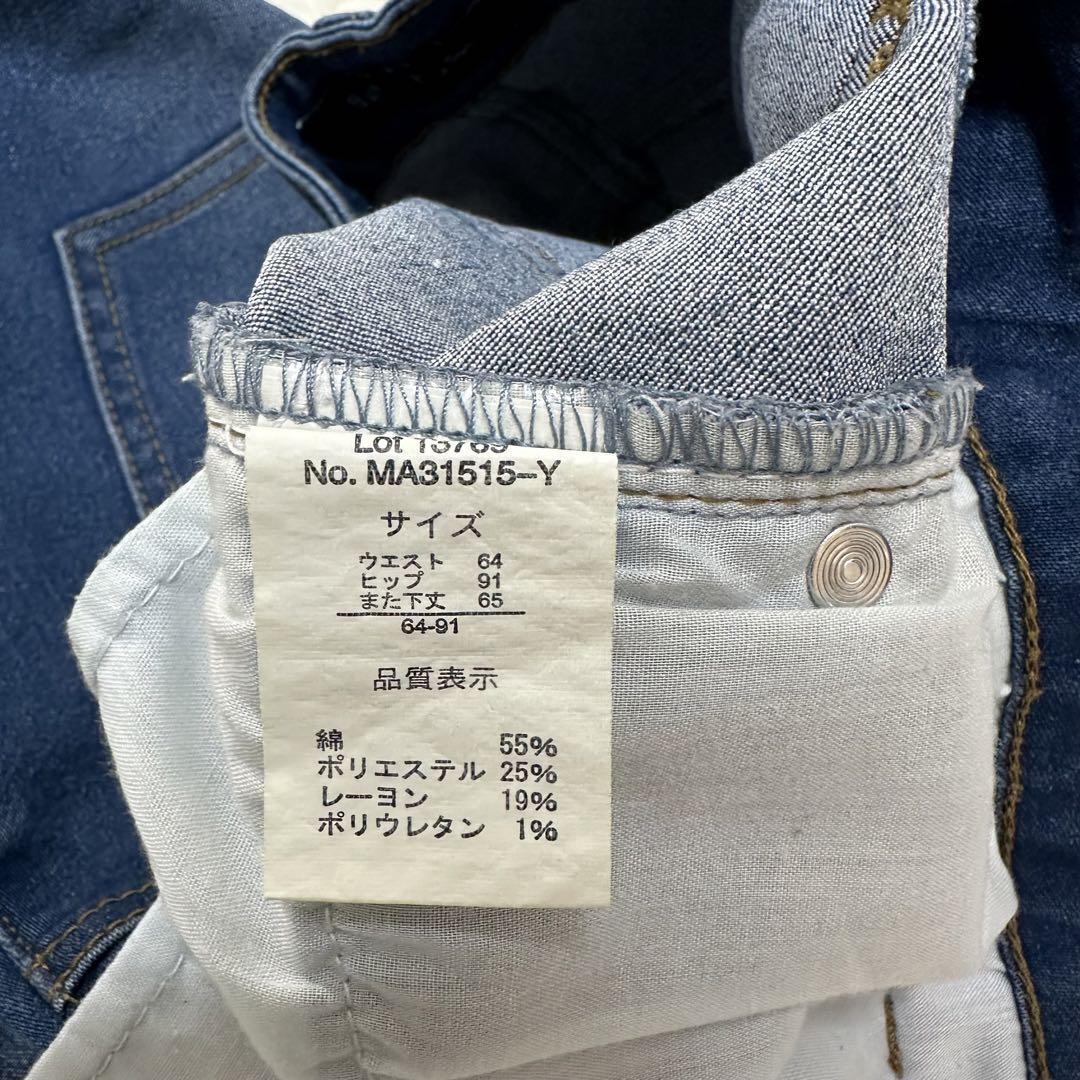 Lot 13769
No. MA31515-Y
サイズ
ウエスト 64
ヒップ 91
また下丈 65
64-91
品質表示
綿 55%
ポリエステル 25%
レーヨン 19%
ポリウレタン 1%